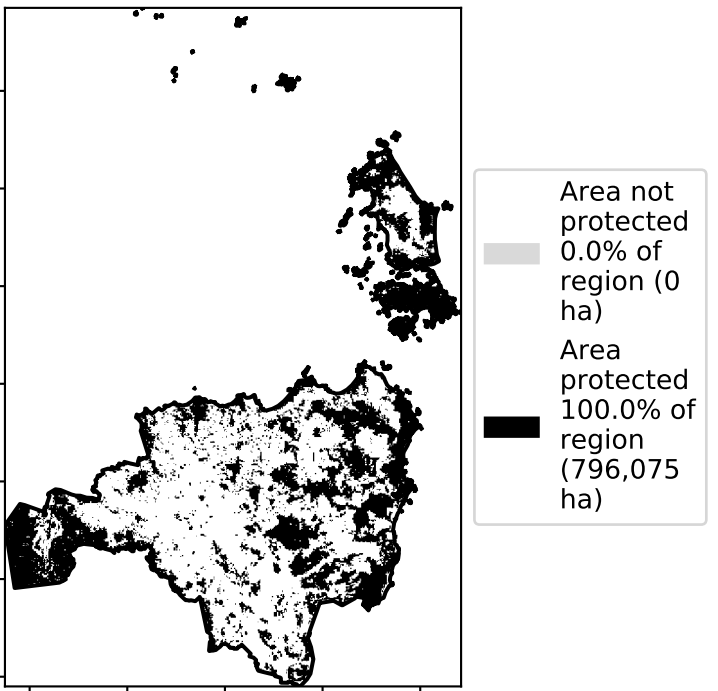 Area not
protected
0.0% of
region (0
ha)
Area
protected
100.0% of
region
(796,075
ha)